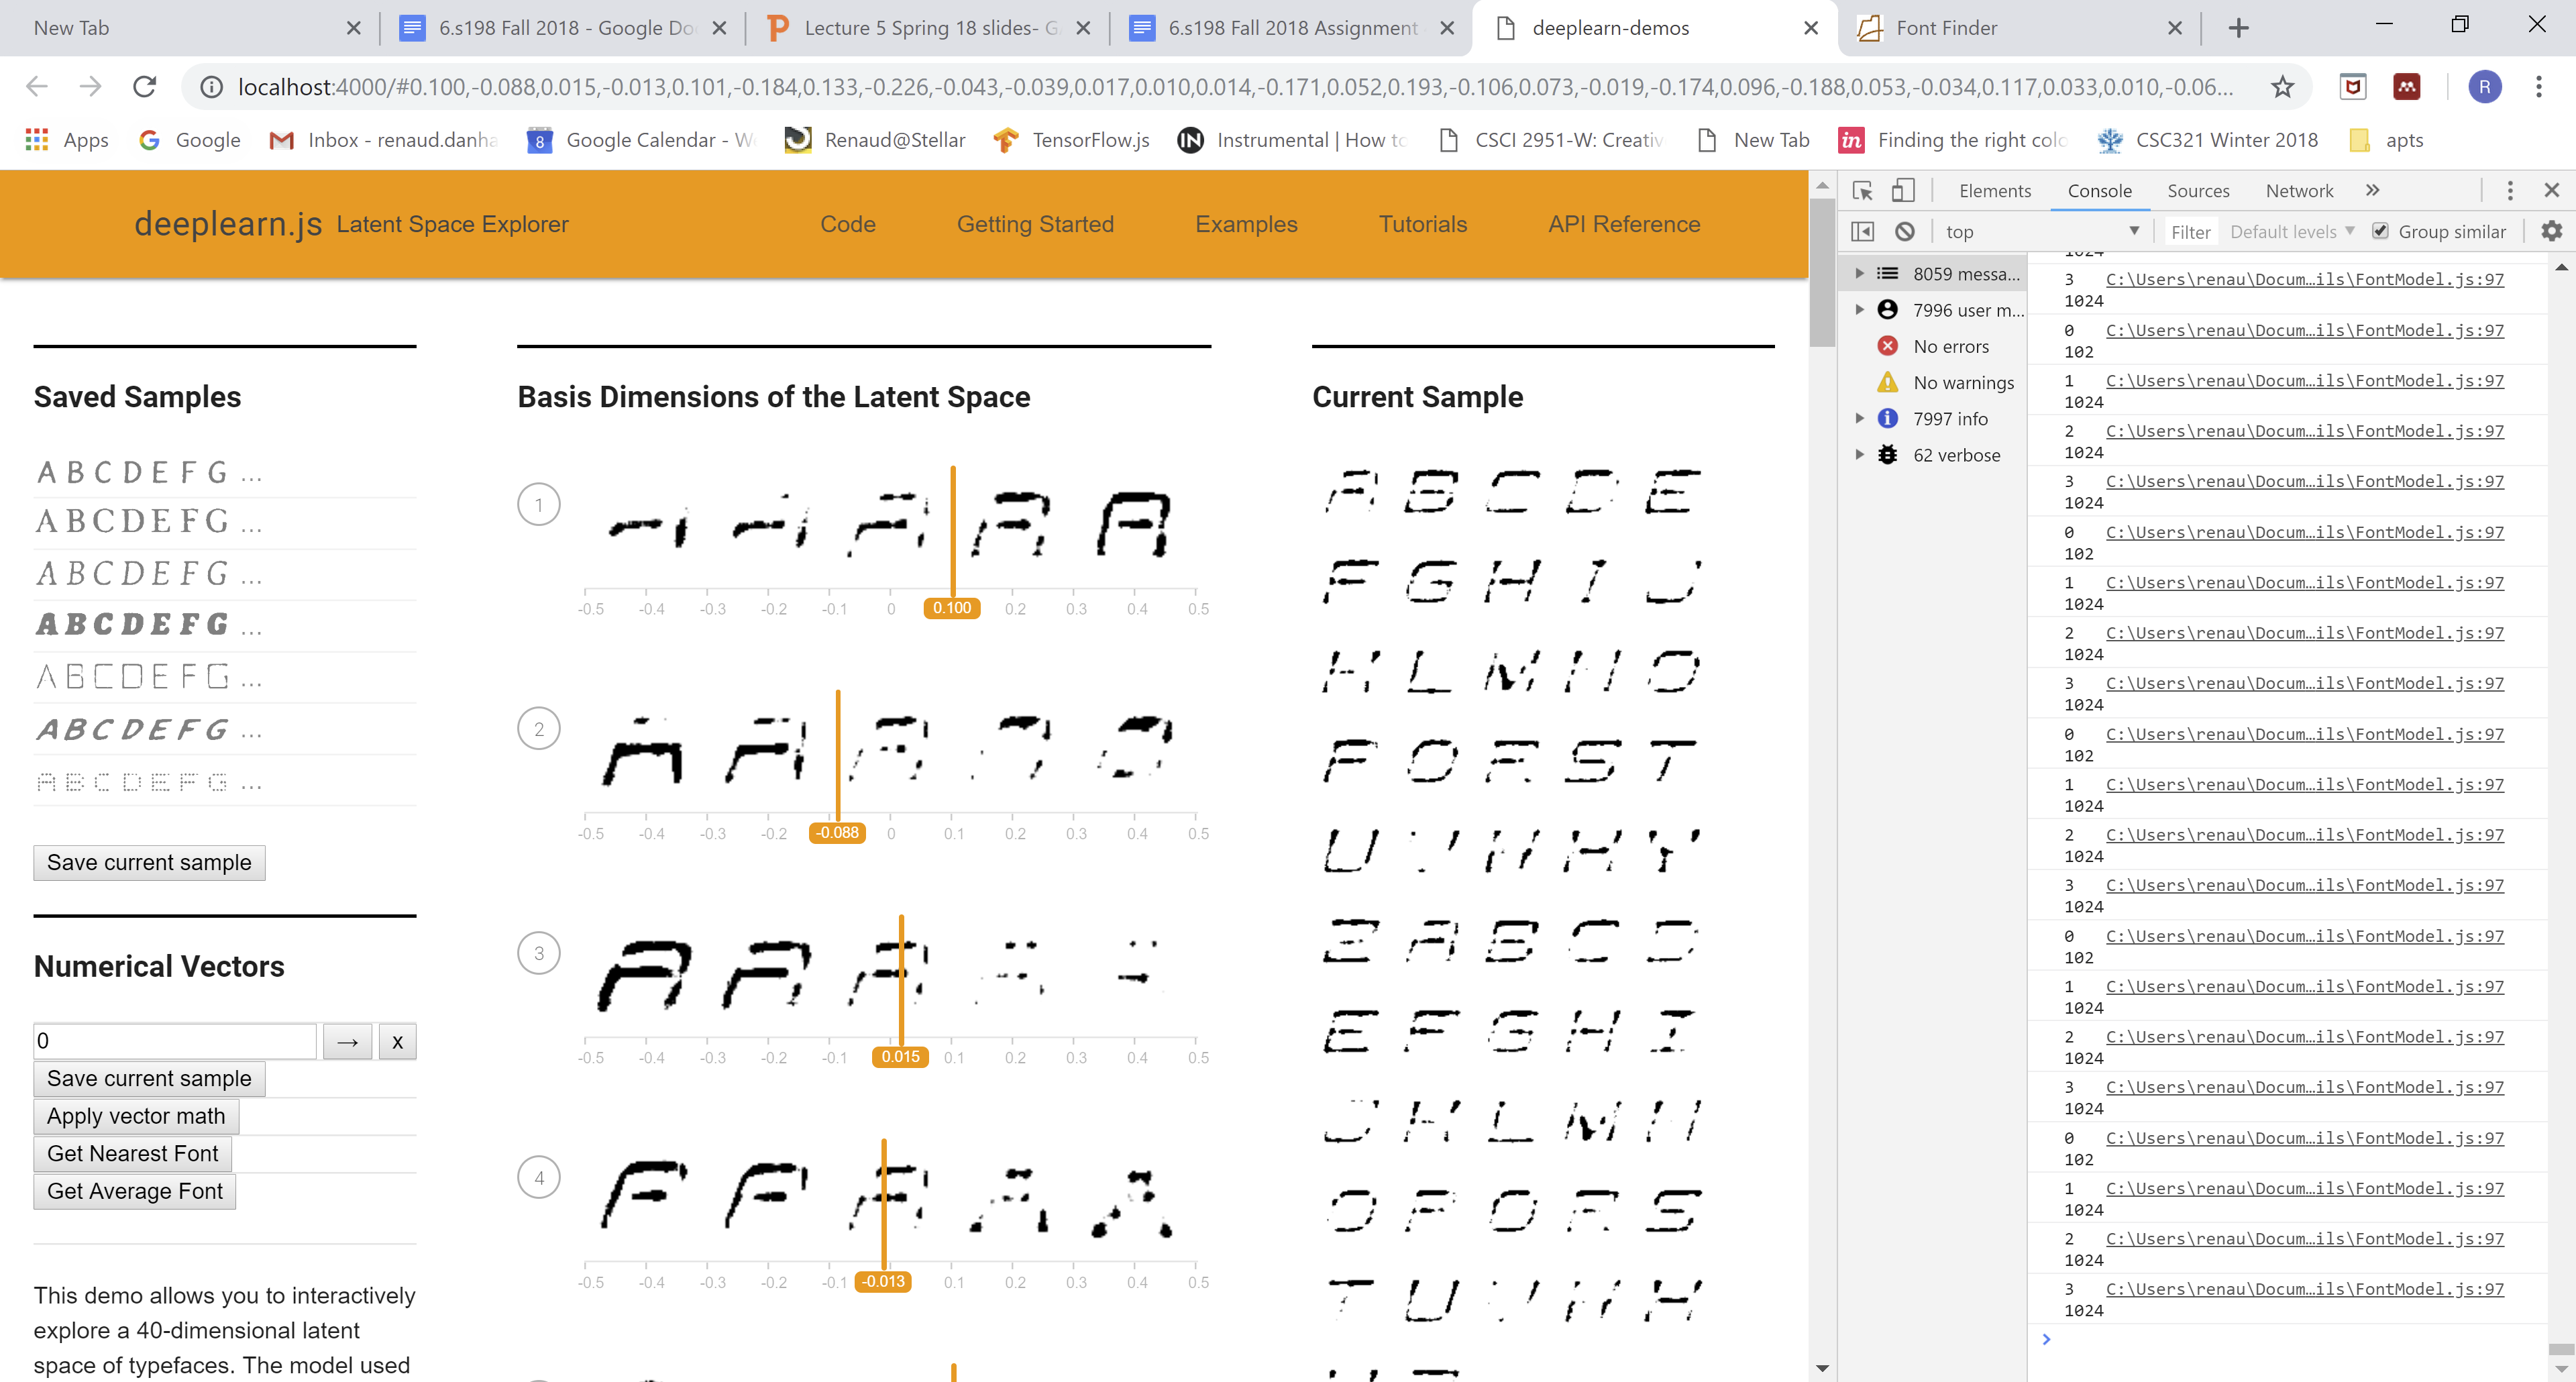 New Tab
6.s198 Fall 2018 - Google Do
Lecture 5 Spring 18 slides- G
6.s198 Fall 2018 Assignment
deeplearn-demos
Font Finder
localhost:4000/#0.100,-0.088,0.015,-0.013,0.101,-0.184,0.133,-0.226,-0.043,-0.039,0.017,0.010,0.014,-0.171,0.052,0.193,-0.106,0.073,-0.019,-0.174,0.096,-0.188,0.053,-0.034,0.117,0.033,0.010,-0.06...
R
Apps
Google
Inbox - renaud.danha
8
Google Calendar - W
Renaud@Stellar
TensorFlow.js
IN
Instrumental | How to
CSCI 2951-W: Creativ
New Tab
in
Finding the right colo
CSC321 Winter 2018
apts
deeplearn.js Latent Space Explorer
Code
Getting Started
Examples
Tutorials
API Reference
Saved Samples
A B C D E F G ...
A B C D E F G ...
A B C D E F G ...
A B C D E F G ...
A B C D E F G ...
A B C D E F G ...
A B C D E F G ...
Save current sample
Numerical Vectors
0 → x
Save current sample
Apply vector math
Get Nearest Font
Get Average Font
This demo allows you to interactively
explore a 40-dimensional latent
space of typefaces. The model used
Basis Dimensions of the Latent Space
1
-0.5 -0.4 -0.3 -0.2 -0.1 0 0.100 0.2 0.3 0.4 0.5
2
-0.5 -0.4 -0.3 -0.2 -0.088 0 0.1 0.2 0.3 0.4 0.5
3
-0.5 -0.4 -0.3 -0.2 -0.1 0.015 0.1 0.2 0.3 0.4 0.5
4
-0.5 -0.4 -0.3 -0.2 -0.1 -0.013 0.1 0.2 0.3 0.4 0.5
Current Sample
A B C D E
F G H I J
K L M N O
P Q R S T
U V W X Y
Z A B C D
E F G H I
J K L M N
O P Q R S
T U V W X
Elements
Console
Sources
Network
»
top
Filter
Default levels
Group similar
8059 messa...
7996 user m...
No errors
No warnings
7997 info
62 verbose
1024
3 C:\Users\renau\Docum…ils\FontModel.js:97
1024
0 C:\Users\renau\Docum…ils\FontModel.js:97
102
1 C:\Users\renau\Docum…ils\FontModel.js:97
1024
2 C:\Users\renau\Docum…ils\FontModel.js:97
1024
3 C:\Users\renau\Docum…ils\FontModel.js:97
1024
0 C:\Users\renau\Docum…ils\FontModel.js:97
102
1 C:\Users\renau\Docum…ils\FontModel.js:97
1024
2 C:\Users\renau\Docum…ils\FontModel.js:97
1024
3 C:\Users\renau\Docum…ils\FontModel.js:97
1024
0 C:\Users\renau\Docum…ils\FontModel.js:97
102
1 C:\Users\renau\Docum…ils\FontModel.js:97
1024
2 C:\Users\renau\Docum…ils\FontModel.js:97
1024
3 C:\Users\renau\Docum…ils\FontModel.js:97
1024
0 C:\Users\renau\Docum…ils\FontModel.js:97
102
1 C:\Users\renau\Docum…ils\FontModel.js:97
1024
2 C:\Users\renau\Docum…ils\FontModel.js:97
1024
3 C:\Users\renau\Docum…ils\FontModel.js:97
1024
0 C:\Users\renau\Docum…ils\FontModel.js:97
102
1 C:\Users\renau\Docum…ils\FontModel.js:97
1024
2 C:\Users\renau\Docum…ils\FontModel.js:97
1024
3 C:\Users\renau\Docum…ils\FontModel.js:97
1024